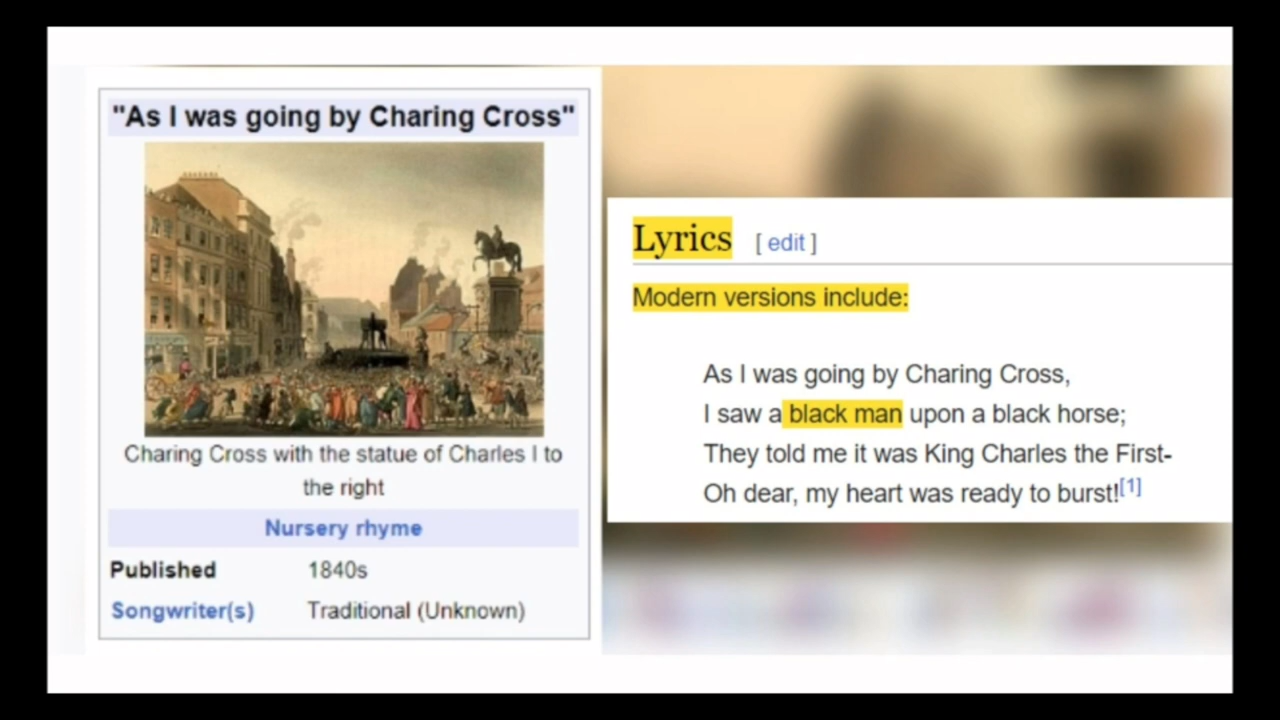 "As I was going by Charing Cross"
Charing Cross with the statue of Charles I to
the right
Nursery rhyme
Published 1840s
Songwriter(s) Traditional (Unknown)
Lyrics [ edit ]
Modern versions include:
As I was going by Charing Cross,
I saw a black man upon a black horse;
They told me it was King Charles the First-
Oh dear, my heart was ready to burst![1]